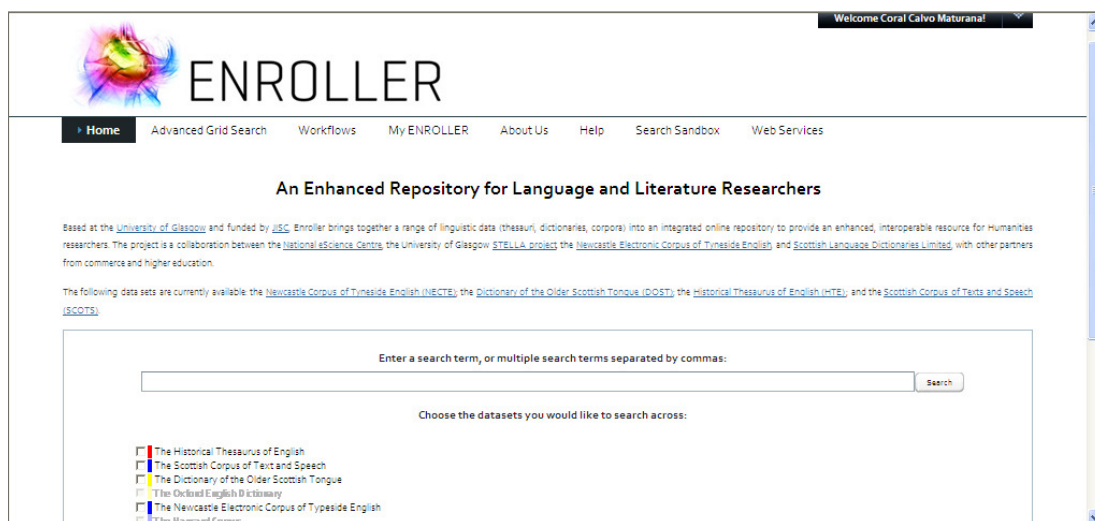 Welcome Coral Calvo Maturana!
ENROLLER
Home Advanced Grid Search Workflows My ENROLLER About Us Help Search Sandbox Web Services
An Enhanced Repository for Language and Literature Researchers
Based at the University of Glasgow and funded by JISC, Enroller brings together a range of linguistic data (thesauri, dictionaries, corpora) into an integrated online repository to provide an enhanced, interoperable resource for Humanities
researchers. The project is a collaboration between the National eScience Centre, the University of Glasgow STELLA project, the Newcastle Electronic Corpus of Tyneside English, and Scottish Language Dictionaries Limited, with other partners
from commerce and higher education.
The following data sets are currently available: the Newcastle Corpus of Tyneside English (NECTE); the Dictionary of the Older Scottish Tongue (DOST); the Historical Thesaurus of English (HTE); and the Scottish Corpus of Texts and Speech
(SCOTS).
Enter a search term, or multiple search terms separated by commas:
Search
Choose the datasets you would like to search across:
The Historical Thesaurus of English
The Scottish Corpus of Text and Speech
The Dictionary of the Older Scottish Tongue
The Oxford English Dictionary
The Newcastle Electronic Corpus of Typeside English